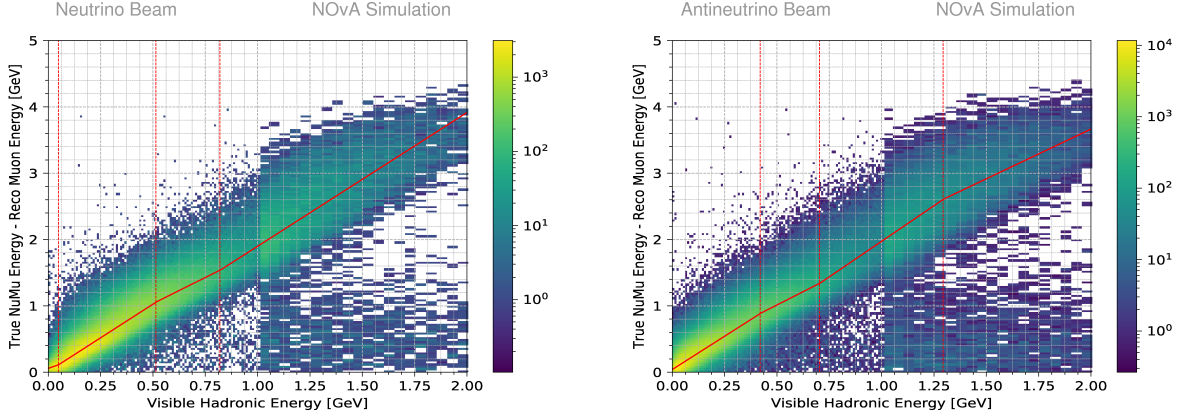 Neutrino Beam NOvA Simulation
5
4
3
2
1
0
True NuMu Energy - Reco Muon Energy [GeV]
0.00 0.25 0.50 0.75 1.00 1.25 1.50 1.75 2.00
Visible Hadronic Energy [GeV]
10³
10²
10¹
10⁰
Antineutrino Beam NOvA Simulation
5
4
3
2
1
0
True NuMu Energy - Reco Muon Energy [GeV]
0.00 0.25 0.50 0.75 1.00 1.25 1.50 1.75 2.00
Visible Hadronic Energy [GeV]
10⁴
10³
10²
10¹
10⁰